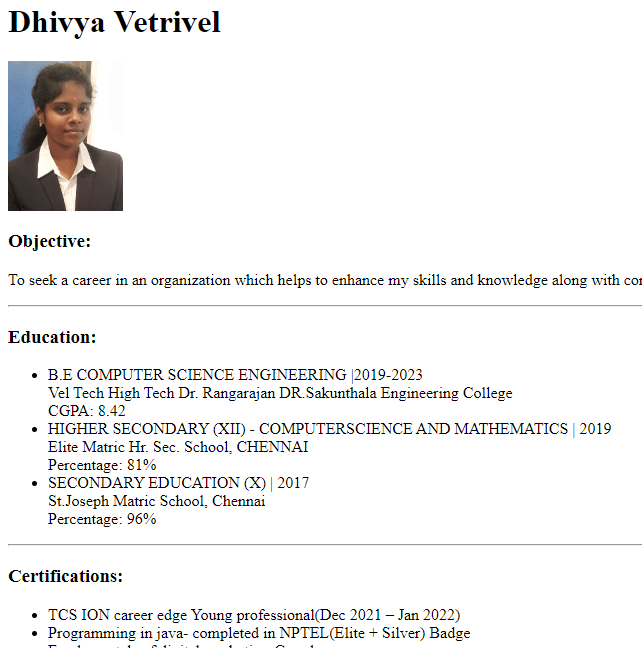 Dhivya Vetrivel
Objective:
To seek a career in an organization which helps to enhance my skills and knowledge along with
Education:
B.E COMPUTER SCIENCE ENGINEERING |2019-2023
Vel Tech High Tech Dr. Rangarajan DR.Sakunthala Engineering College
CGPA: 8.42
HIGHER SECONDARY (XII) - COMPUTERSCIENCE AND MATHEMATICS | 2019
Elite Matric Hr. Sec. School, CHENNAI
Percentage: 81%
SECONDARY EDUCATION (X) | 2017
St.Joseph Matric School, Chennai
Percentage: 96%
Certifications:
TCS ION career edge Young professional(Dec 2021 – Jan 2022)
Programming in java- completed in NPTEL(Elite + Silver) Badge